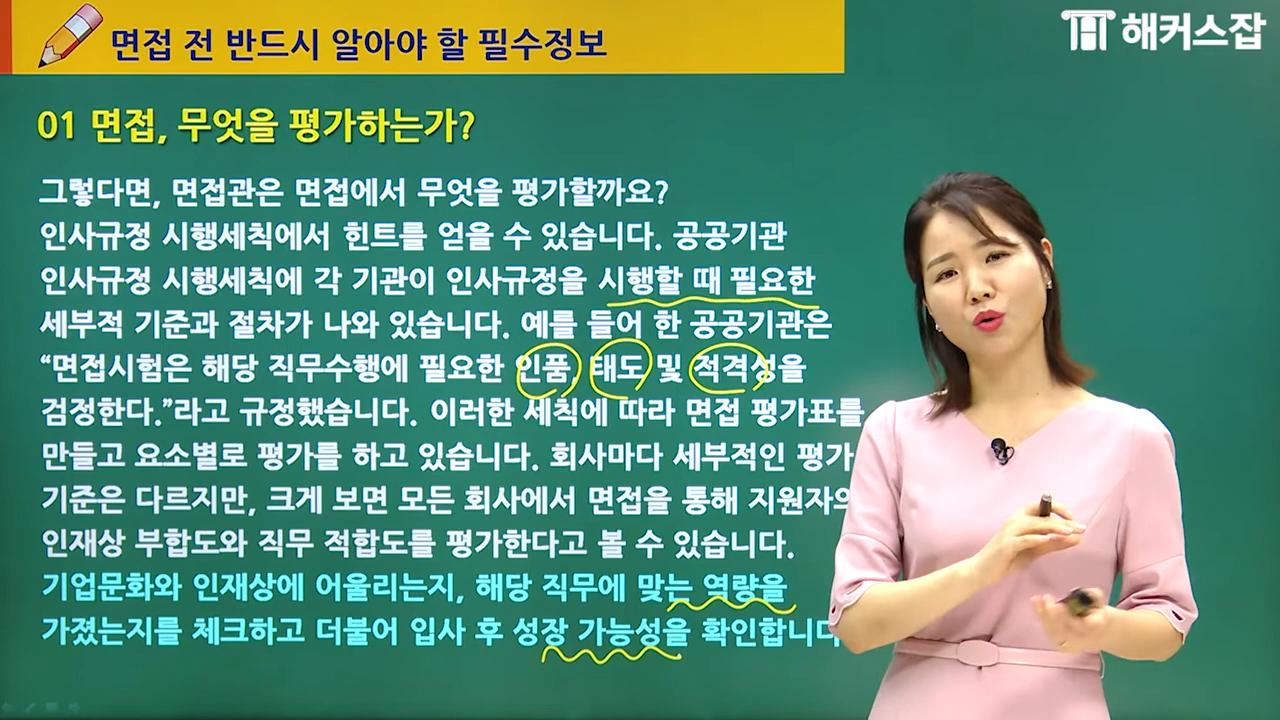 면접 전 반드시 알아야 할 필수정보
해커스잡
01 면접, 무엇을 평가하는가?
그렇다면, 면접관은 면접에서 무엇을 평가할까요?
인사규정 시행세칙에서 힌트를 얻을 수 있습니다. 공공기관
인사규정 시행세칙에 각 기관이 인사규정을 시행할 때 필요한
세부적 기준과 절차가 나와 있습니다. 예를 들어 한 공공기관은
“면접시험은 해당 직무수행에 필요한 인품, 태도 및 적격성을
검정한다.”라고 규정했습니다. 이러한 세칙에 따라 면접 평가표를
만들고 요소별로 평가를 하고 있습니다. 회사마다 세부적인 평가
기준은 다르지만, 크게 보면 모든 회사에서 면접을 통해 지원자의
인재상 부합도와 직무 적합도를 평가한다고 볼 수 있습니다.
기업문화와 인재상에 어울리는지, 해당 직무에 맞는 역량을
가졌는지를 체크하고 더불어 입사 후 성장 가능성을 확인합니다